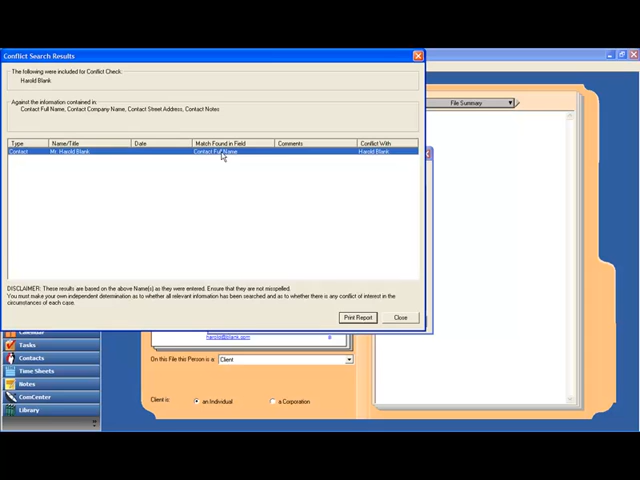 Conflict Search Results
The following were included for Conflict Check:
Harold Blank
Against the information contained in:
Contact Full Name, Contact Company Name, Contact Street Address, Contact Notes
Type Name/Title Date Match Found in Field Comments Conflict With
Contact Mr. Harold Blank Contact Full Name Harold Blank
DISCLAIMER: These results are based on the above Name(s) as they were entered. Ensure that they are not misspelled.
You must make your own independent determination as to whether all relevant information has been searched and as to whether there is any conflict of interest in the
circumstances of each case.
Print Report Close
File Summary
Calendar
Tasks
Contacts
Time Sheets
Notes
ComCenter
Library
harold@blank.com
On this File this Person is a: Client
Client is: an Individual a Corporation